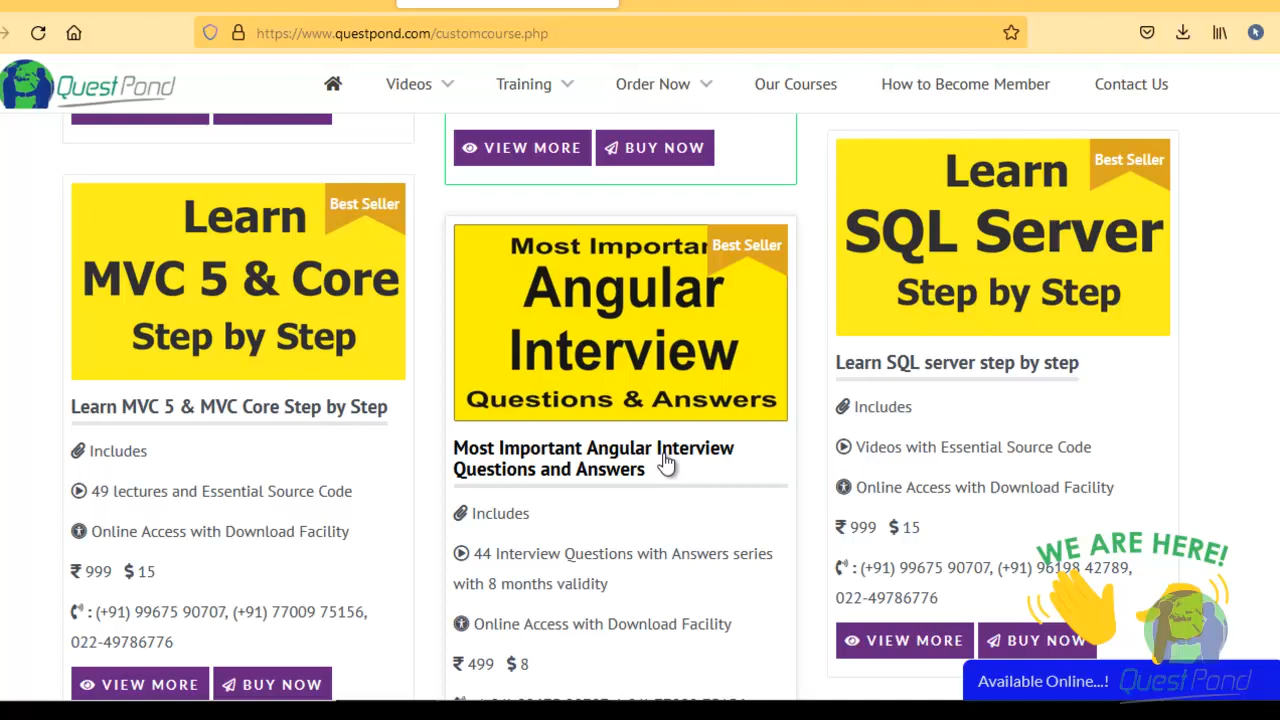 https://www.questpond.com/customcourse.php
QuestPond
Videos
Training
Order Now
Our Courses
How to Become Member
Contact Us
VIEW MORE
BUY NOW
Learn
MVC 5 & Core
Step by Step
Best Seller
Learn MVC 5 & MVC Core Step by Step
Includes
49 lectures and Essential Source Code
Online Access with Download Facility
₹ 999 $ 15
: (+91) 99675 90707, (+91) 77009 75156,
022-49786776
VIEW MORE
BUY NOW
Most Importan
Angular
Interview
Questions & Answers
Best Seller
Most Important Angular Interview
Questions and Answers
Includes
44 Interview Questions with Answers series
with 8 months validity
Online Access with Download Facility
₹ 499 $ 8
Learn
SQL Server
Step by Step
Best Seller
Learn SQL server step by step
Includes
Videos with Essential Source Code
Online Access with Download Facility
₹ 999 $ 15
: (+91) 99675 90707, (+91) 96198 42789,
022-49786776
VIEW MORE
BUY NOW
WE ARE HERE!
Available Online...!
QuestPond